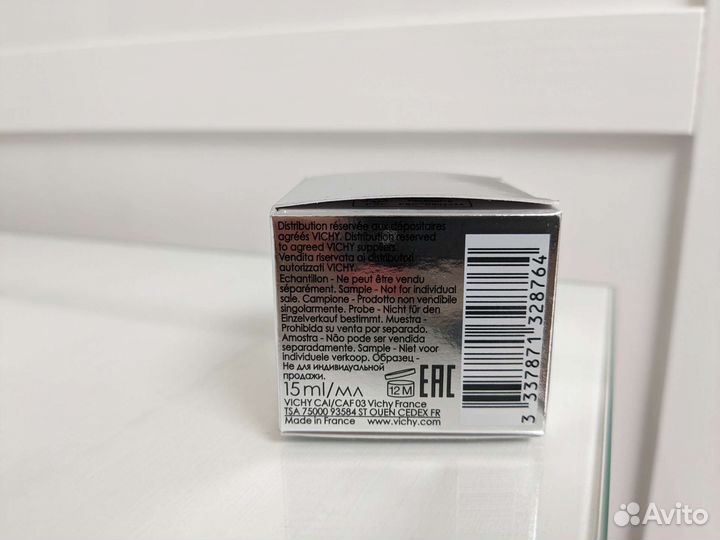 Distribution réservée aux dépositaires
agréés VICHY. Distribution reserved
to agreed VICHY suppliers.
Vendita riservata ai distributori
autorizzati VICHY.
Echantillon - Ne peut être vendu
séparément. Sample - Not for individual
sale. Campione - Prodotto non vendibile
singolarmente. Probe - Nicht für den
Einzelverkauf bestimmt. Muestra -
Prohibida su venta por separado.
Amostra - Não pode ser vendida
separadamente. Sample - Niet voor
individuele verkoop. Образец -
Не для индивидуальной
продажи.
15 ml/мл 12 M EAC
VICHY CAI/CAF 03 Vichy France
TSA 75000 93584 ST OUEN CEDEX FR
Made in France www.vichy.com
3 337871 328764
Avito